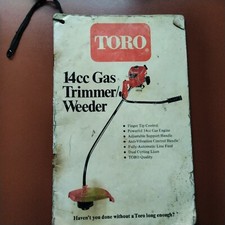 TORO
14cc Gas
Trimmer/
Weeder
• Finger Tip Control
• Powerful 14cc Gas Engine
• Adjustable Support Handle
• Anti-Vibration Control Handle
• Fully Automatic Line Feed
• Dual Cutting Lines
• TORO Quality
Haven't you done without a Toro long enough?